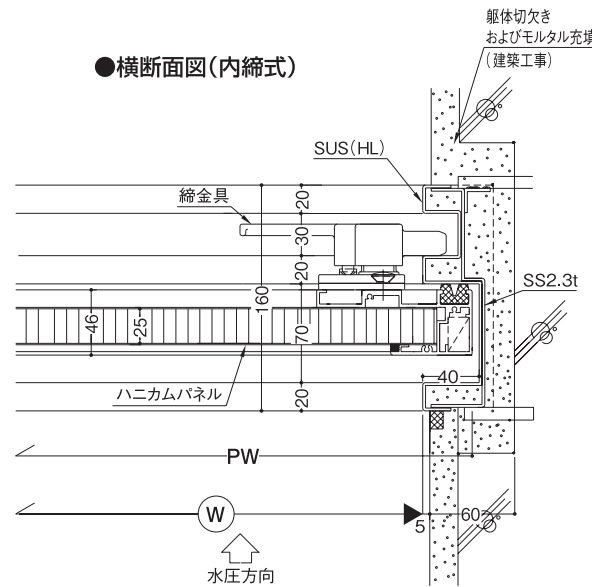 躯体切欠き
およびモルタル充填
(建築工事)
●横断面図(内締式)
SUS(HL)
締金具
20
30
20
160
SS2.3t
46
25
70
40
ハニカムパネル
20
PW
W
5
60
水圧方向